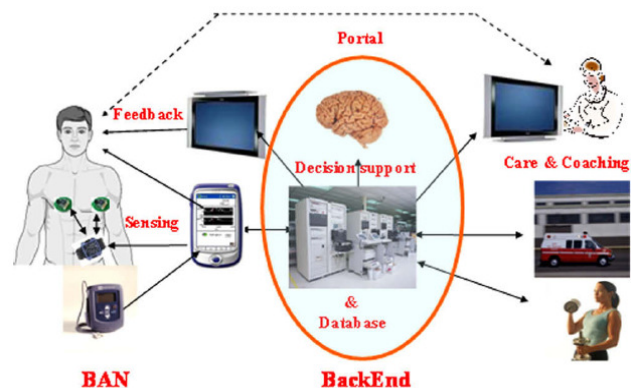 Portal
Feedback
Decision support
Care & Coaching
Sensing
&
Database
BAN
BackEnd